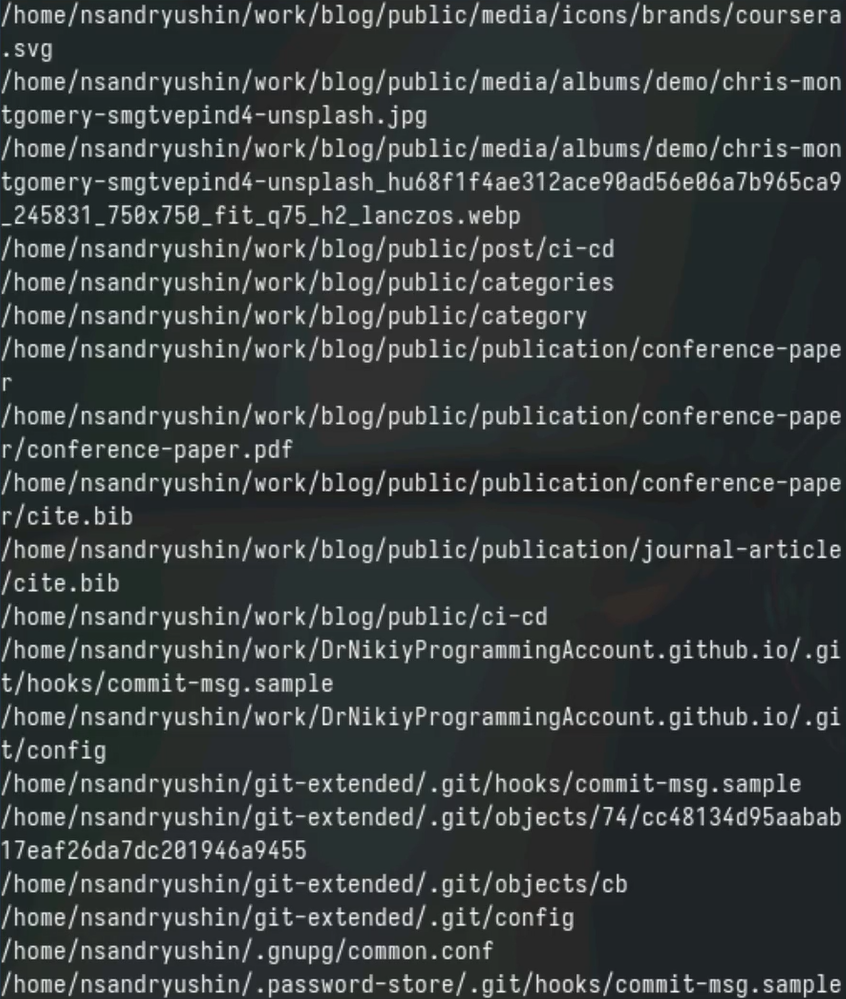 /home/nsandryushin/work/blog/public/media/icons/brands/coursera
.svg
/home/nsandryushin/work/blog/public/media/albums/demo/chris-mon
tgomery-smgtvepind4-unsplash.jpg
/home/nsandryushin/work/blog/public/media/albums/demo/chris-mon
tgomery-smgtvepind4-unsplash_hu68f1f4ae312ace90ad56e06a7b965ca9
_245831_750x750_fit_q75_h2_lanczos.webp
/home/nsandryushin/work/blog/public/post/ci-cd
/home/nsandryushin/work/blog/public/categories
/home/nsandryushin/work/blog/public/category
/home/nsandryushin/work/blog/public/publication/conference-pape
r
/home/nsandryushin/work/blog/public/publication/conference-pape
r/conference-paper.pdf
/home/nsandryushin/work/blog/public/publication/conference-pape
r/cite.bib
/home/nsandryushin/work/blog/public/publication/journal-article
/cite.bib
/home/nsandryushin/work/blog/public/ci-cd
/home/nsandryushin/work/DrNikiyProgrammingAccount.github.io/.gi
t/hooks/commit-msg.sample
/home/nsandryushin/work/DrNikiyProgrammingAccount.github.io/.gi
t/config
/home/nsandryushin/git-extended/.git/hooks/commit-msg.sample
/home/nsandryushin/git-extended/.git/objects/74/cc48134d95aabab
17eaf26da7dc201946a9455
/home/nsandryushin/git-extended/.git/objects/cb
/home/nsandryushin/git-extended/.git/config
/home/nsandryushin/.gnupg/common.conf
/home/nsandryushin/.password-store/.git/hooks/commit-msg.sample